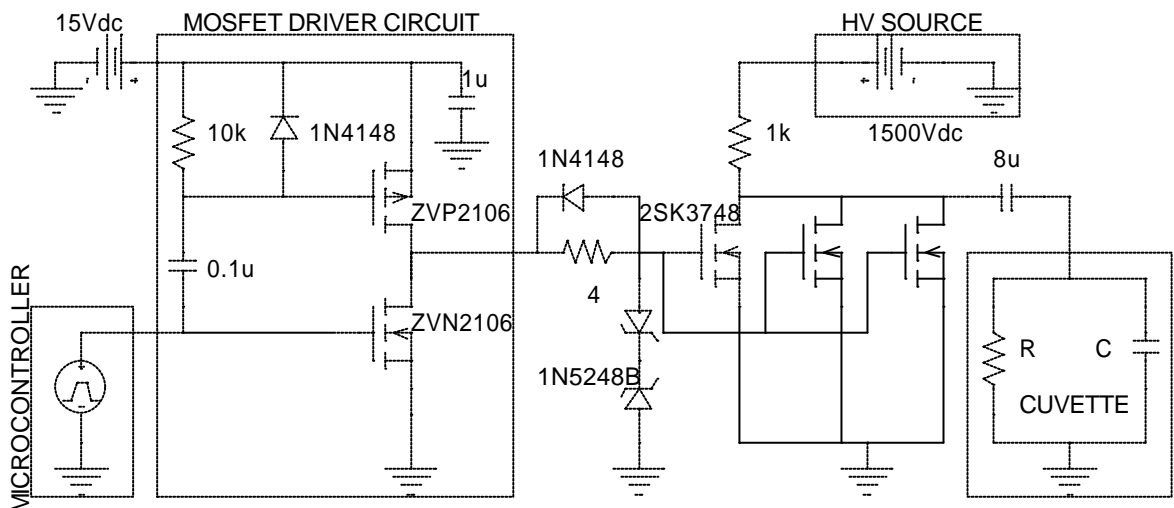 15Vdc
MOSFET DRIVER CIRCUIT
HV SOURCE
1u
10k
1N4148
1k
1500Vdc
1N4148
8u
ZVP2106
2SK3748
0.1u
4
ZVN2106
1N5248B
R
C
CUVETTE
MICROCONTROLLER